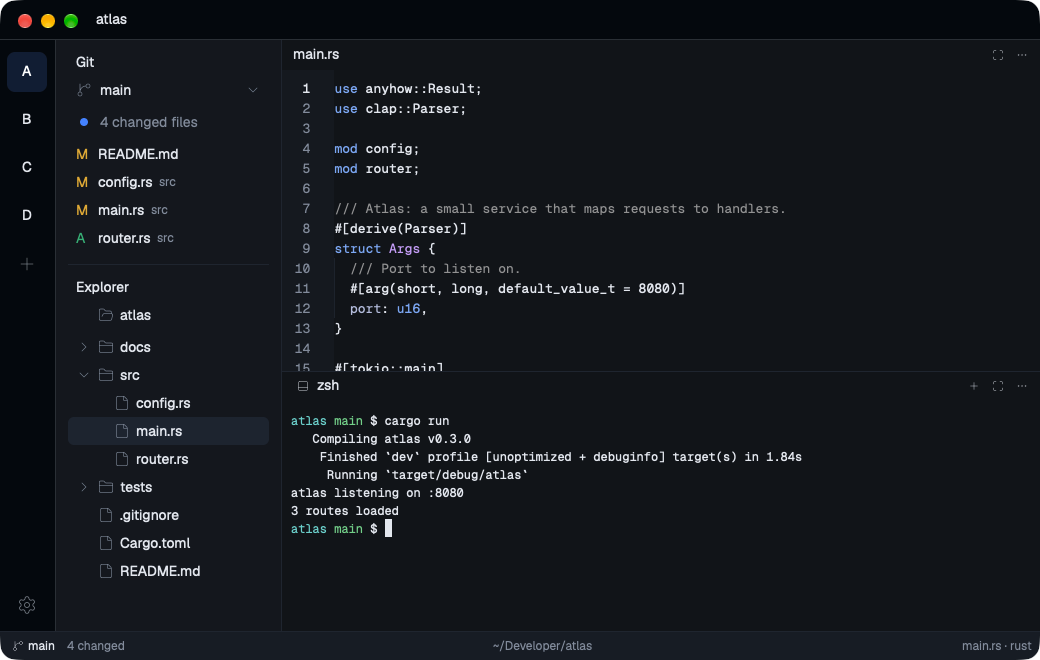 atlas
A
B
C
D
Git
main
4 changed files
M README.md
M config.rs src
M main.rs src
A router.rs src
Explorer
atlas
docs
src
config.rs
main.rs
router.rs
tests
.gitignore
Cargo.toml
README.md
main.rs
1 use anyhow::Result;
2 use clap::Parser;
3
4 mod config;
5 mod router;
6
7 /// Atlas: a small service that maps requests to handlers.
8 #[derive(Parser)]
9 struct Args {
10 /// Port to listen on.
11 #[arg(short, long, default_value_t = 8080)]
12 port: u16,
13 }
14
15 #[tokio::main]
zsh
atlas main $ cargo run
Compiling atlas v0.3.0
Finished `dev` profile [unoptimized + debuginfo] target(s) in 1.84s
Running `target/debug/atlas`
atlas listening on :8080
3 routes loaded
atlas main $
main 4 changed
~/Developer/atlas
main.rs · rust